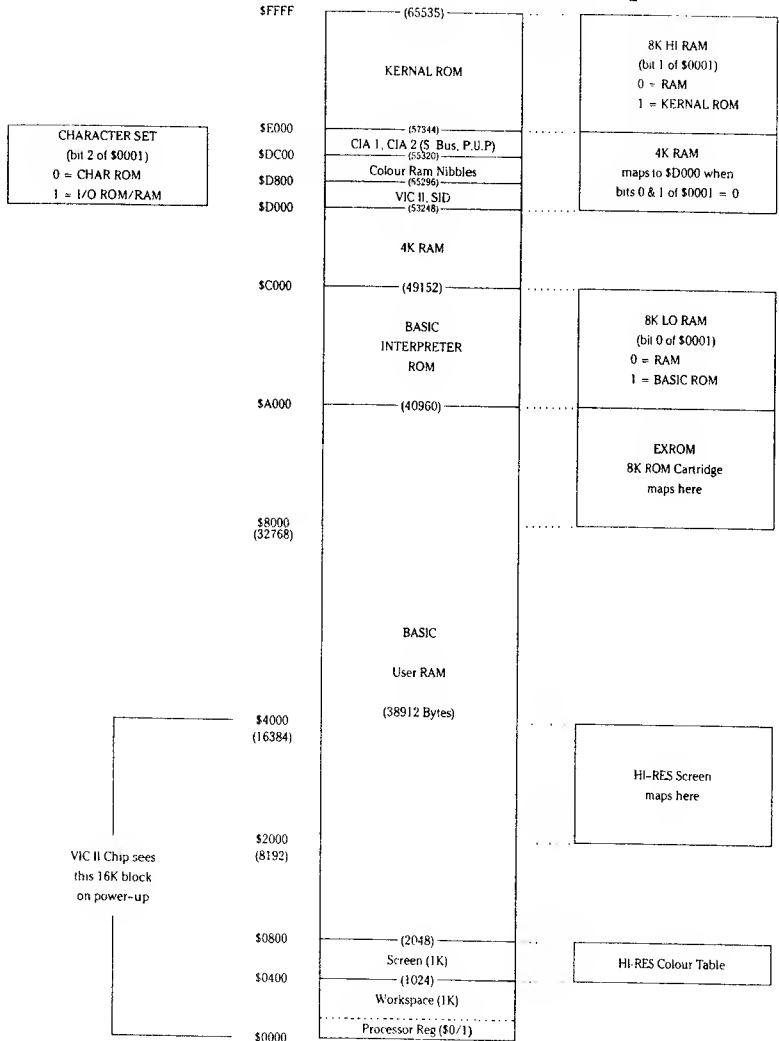 $FFFF
(65535)
KERNAL ROM
8K HI RAM
(bit 1 of $0001)
0 = RAM
1 = KERNAL ROM
$E000
(57344)
CHARACTER SET
(bit 2 of $0001)
0 = CHAR ROM
1 = I/O ROM/RAM
CIA 1, CIA 2 (S Bus, P.U.P)
$DC00
(55320)
Colour Ram Nibbles
$D800
(55296)
VIC II, SID
$D000
(53248)
4K RAM
maps to $D000 when
bits 0 & 1 of $0001 = 0
4K RAM
$C000
(49152)
BASIC
INTERPRETER
ROM
8K LO RAM
(bit 0 of $0001)
0 = RAM
1 = BASIC ROM
$A000
(40960)
EXROM
8K ROM Cartridge
maps here
$8000
(32768)
BASIC
User RAM
(38912 Bytes)
$4000
(16384)
HI-RES Screen
maps here
$2000
(8192)
VIC II Chip sees
this 16K block
on power-up
$0800
(2048)
Screen (1K)
HI-RES Colour Table
$0400
(1024)
Workspace (1K)
Processor Reg ($0/1)
$0000